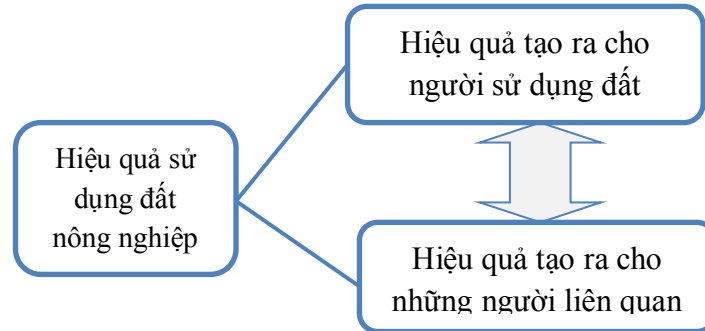 Hiệu quả tạo ra cho
người sử dụng đất
Hiệu quả sử
dụng đất
nông nghiệp
Hiệu quả tạo ra cho
những người liên quan